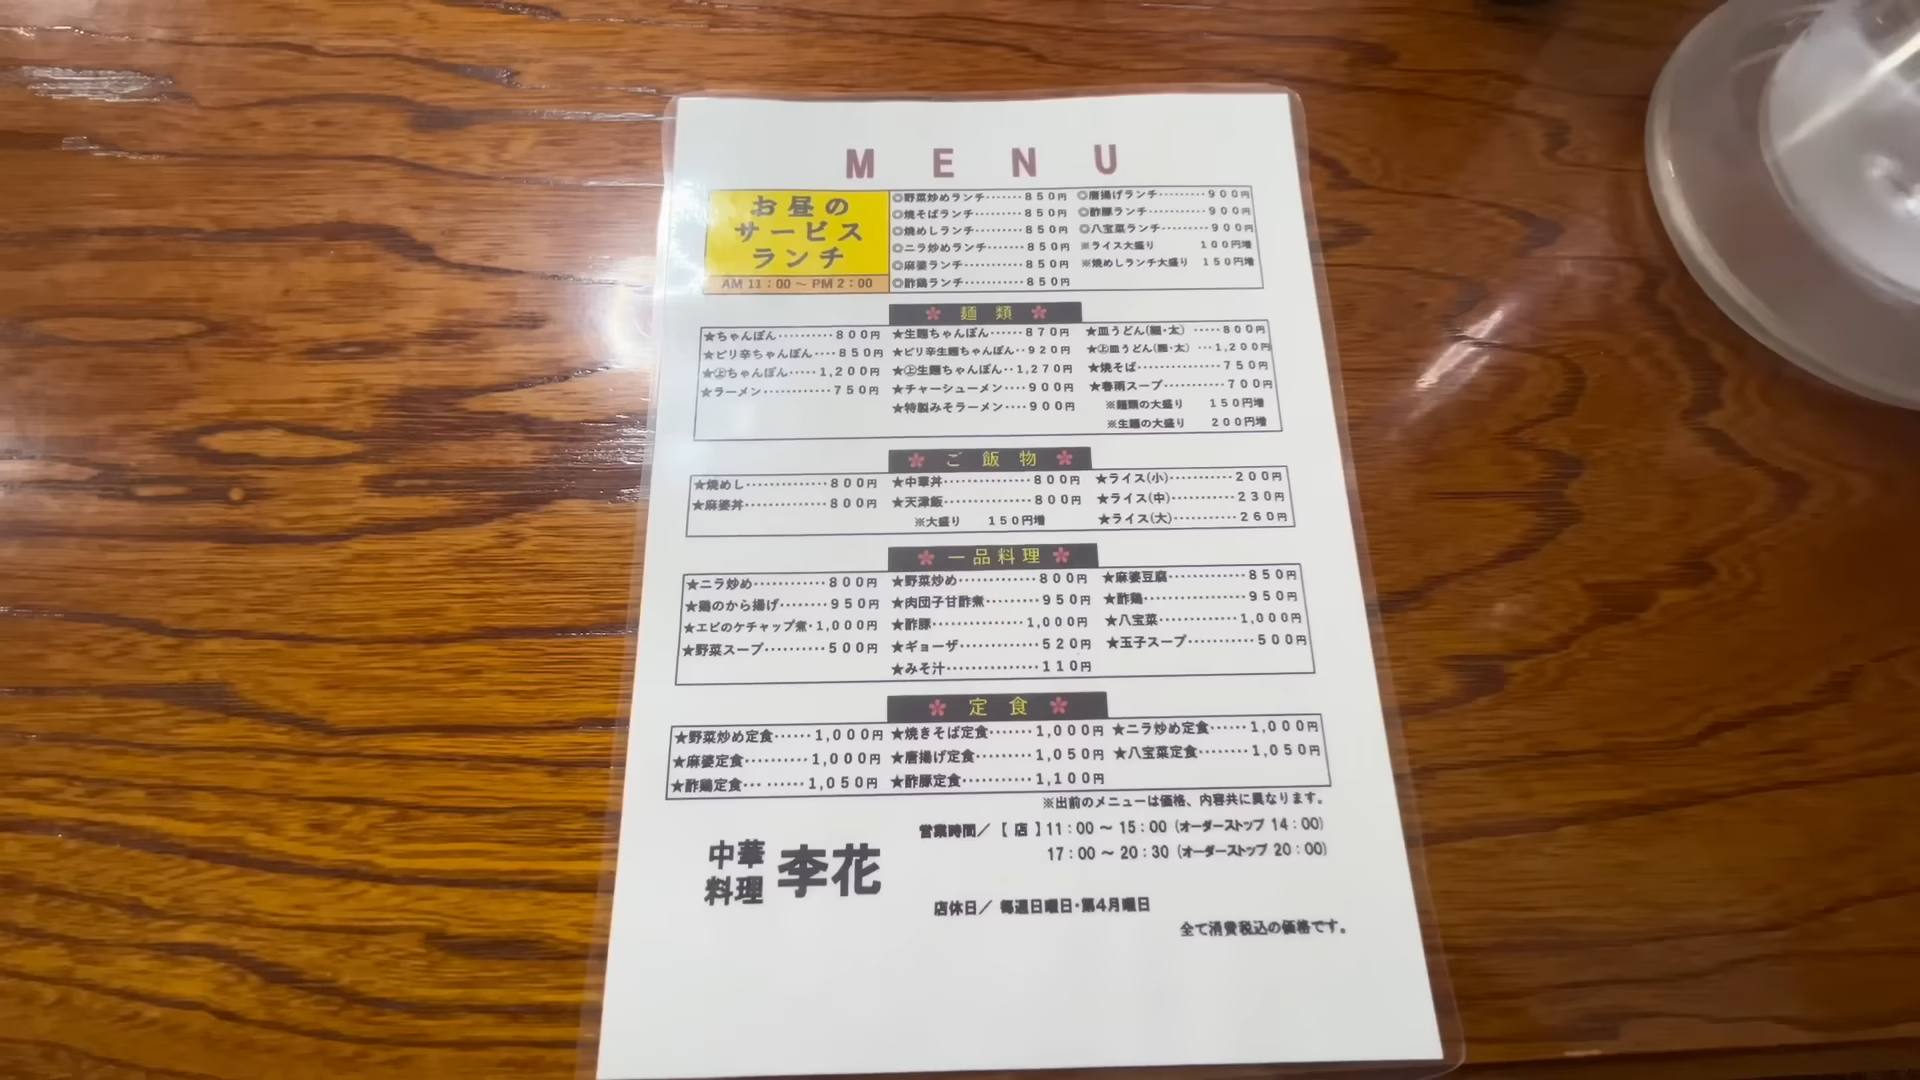 MENU
お昼の
サービス
ランチ
AM 11:00 ～ PM 2:00
◎野菜炒めランチ……850円 ◎唐揚げランチ………900円
◎焼そばランチ………850円 ◎酢豚ランチ…………900円
◎焼めしランチ………850円 ◎八宝菜ランチ………900円
◎ニラ炒めランチ……850円 ※ライス大盛り 100円増
◎麻婆ランチ…………850円 ※焼めしランチ大盛り 150円増
◎酢鶏ランチ…………850円
麺類
★ちゃんぽん…………800円 ★生麺ちゃんぽん……870円 ★皿うどん(細・太)……800円
★ピリ辛ちゃんぽん……850円 ★ピリ辛生麺ちゃんぽん‥920円 ★㊤皿うどん(細・太)…1,200円
★㊤ちゃんぽん……1,200円 ★㊤生麺ちゃんぽん‥1,270円 ★焼そば……………750円
★ラーメン……………750円 ★チャーシューメン……900円 ★春雨スープ…………700円
★特製みそラーメン……900円 ※麺類の大盛り 150円増
※生麺の大盛り 200円増
ご飯物
★焼めし……………800円 ★中華丼……………800円 ★ライス(小)…………200円
★麻婆丼……………800円 ★天津飯……………800円 ★ライス(中)…………230円
※大盛り 150円増 ★ライス(大)…………260円
一品料理
★ニラ炒め…………800円 ★野菜炒め…………800円 ★麻婆豆腐…………850円
★鶏のから揚げ………950円 ★肉団子甘酢煮………950円 ★酢鶏……………950円
★エビのケチャップ煮・1,000円 ★酢豚……………1,000円 ★八宝菜…………1,000円
★野菜スープ…………500円 ★ギョーザ…………520円 ★玉子スープ…………500円
★みそ汁……………110円
定食
★野菜炒め定食……1,000円 ★焼きそば定食……1,000円 ★ニラ炒め定食……1,000円
★麻婆定食…………1,000円 ★唐揚げ定食………1,050円 ★八宝菜定食………1,050円
★酢鶏定食………1,050円 ★酢豚定食…………1,100円
※出前のメニューは価格、内容共に異なります。
営業時間／【 店 】11:00 ～ 15:00 (オーダーストップ 14:00)
17:00 ～ 20:30 (オーダーストップ 20:00)
中華料理 李花
店休日／ 毎週日曜日・第4月曜日
全て消費税込の価格です。